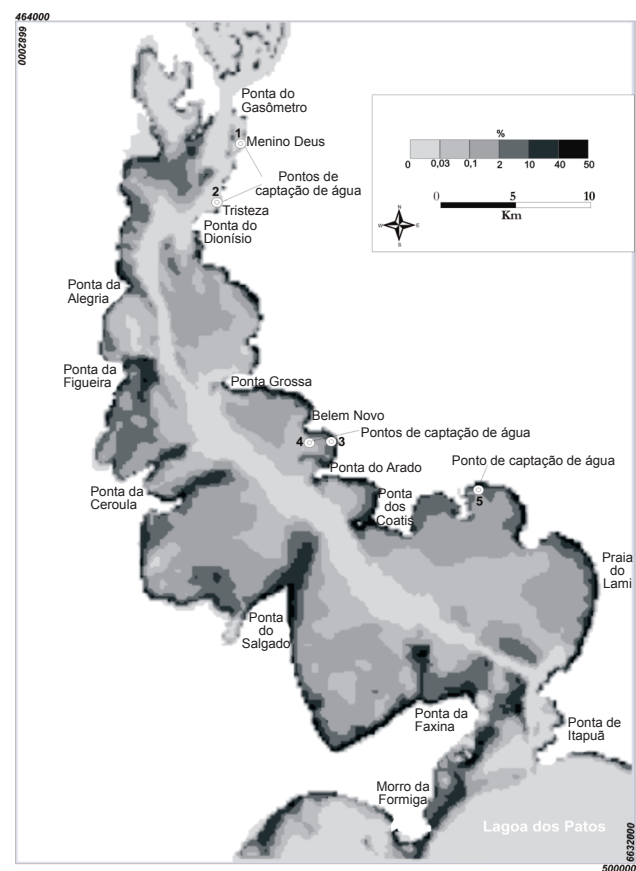 464000
6682000
Ponta do
Gasômetro
1
Menino Deus
Pontos de
captação de água
2
Tristeza
Ponta do
Dionísio
%
0 0,03 0,1 2 10 40 50
0 5 10
Km
N
W E
S
Ponta da
Alegria
Ponta da
Figueira
Ponta Grossa
Belem Novo
4 3
Pontos de captação de água
Ponta do Arado
Ponto de captação de água
5
Ponta da
Ceroula
Ponta
dos
Coatis
Praia
do
Lami
Ponta
do
Salgado
Ponta da
Faxina
Ponta de
Itapuã
Morro da
Formiga
Lagoa dos Patos
6632000
500000